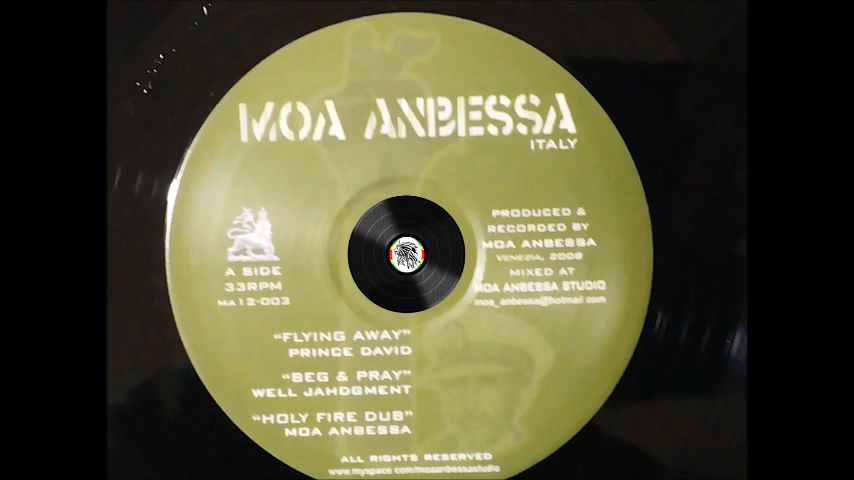 MOA ANBESSA
ITALY
A SIDE
33RPM
MA12-003
PRODUCED &
RECORDED BY
MOA ANBESSA
VENEZIA, 2008
MIXED AT
MOA ANBESSA STUDIO
moa_anbessa@hotmail.com
"FLYING AWAY"
PRINCE DAVID
"BEG & PRAY"
WELL JAHDGMENT
"HOLY FIRE DUB"
MOA ANBESSA
ALL RIGHTS RESERVED
www.myspace.com/moaanbessastudio